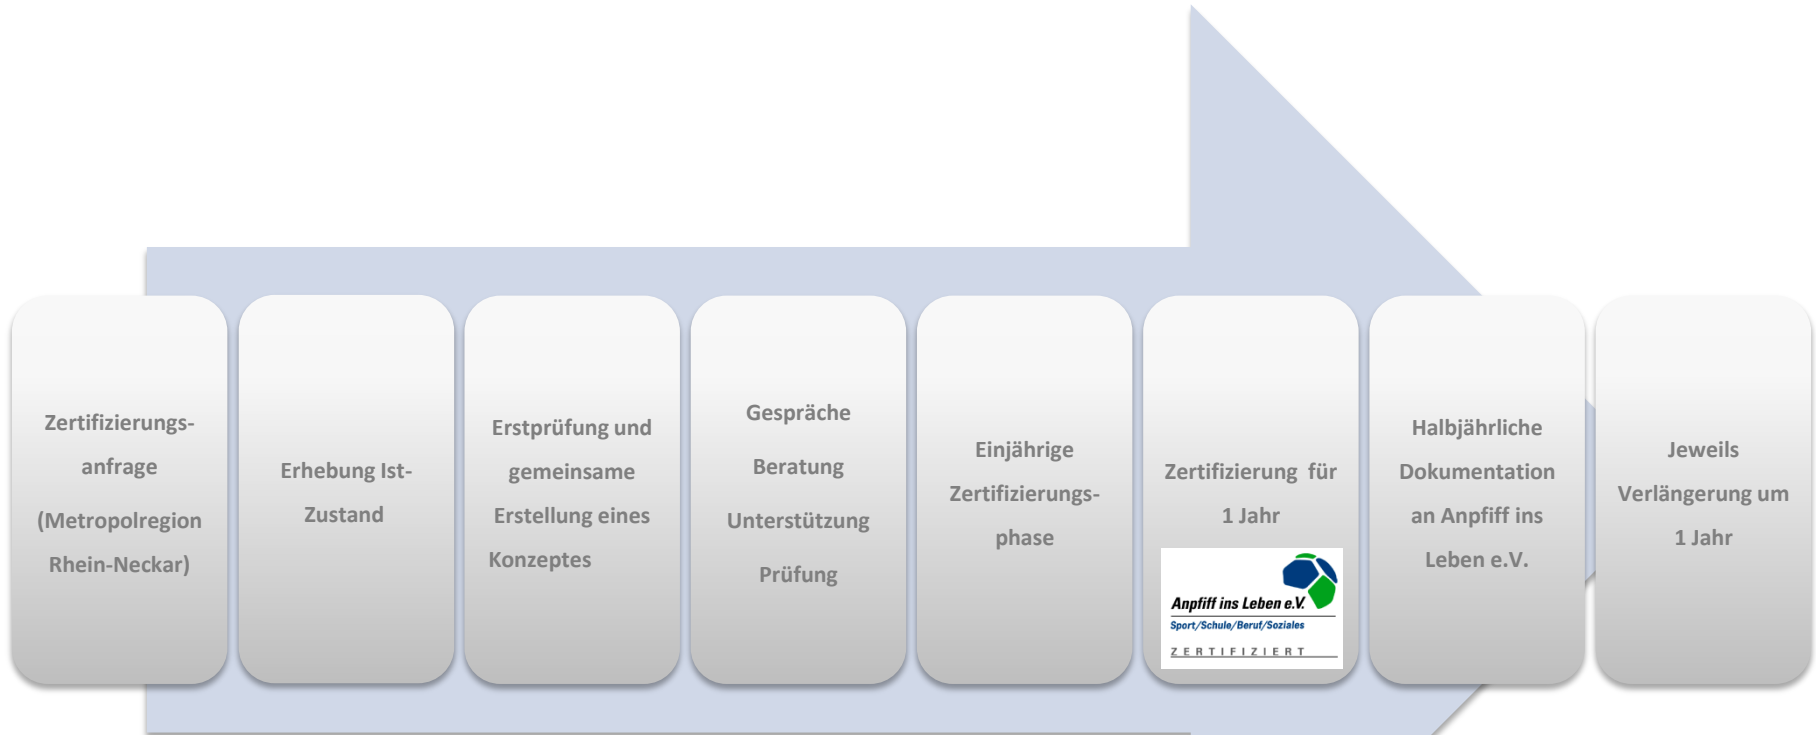 Zertifizierungs-
anfrage
(Metropolregion
Rhein-Neckar)
Erhebung Ist-
Zustand
Erstprüfung und
gemeinsame
Erstellung eines
Konzeptes
Gespräche
Beratung
Unterstützung
Prüfung
Einjährige
Zertifizierungs-
phase
Zertifizierung für
1 Jahr
Anpfiff ins Leben e.V.
Sport/Schule/Beruf/Soziales
ZERTIFIZIERT
Halbjährliche
Dokumentation
an Anpfiff ins
Leben e.V.
Jeweils
Verlängerung um
1 Jahr